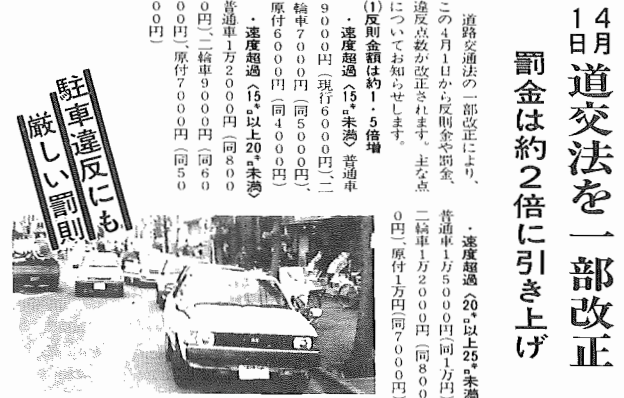 4月1日
道交法を一部改正
罰金は約2倍に引き上げ
道路交通法の一部改正により、
この4月1日から反則金や罰金、
違反点数が改正されます。主な点
についてお知らせします。
(1)反則金額は約1・5倍増
・速度超過〈15㌔未満〉普通車
9000円(現行6000円)、二
輪車7000円(同5000円)、
原付6000円(同4000円)
・速度超過〈15㌔以上20㌔未満〉
普通車1万2000円(同800
0円)、二輪車9000円(同60
00円)、原付7000円(同50
00円)
・速度超過〈20㌔以上25㌔未満
普通車1万5000円(同1万円)
二輪車1万2000円(同800
0円)、原付1万円(同7000円)
駐車違反にも
厳しい罰則